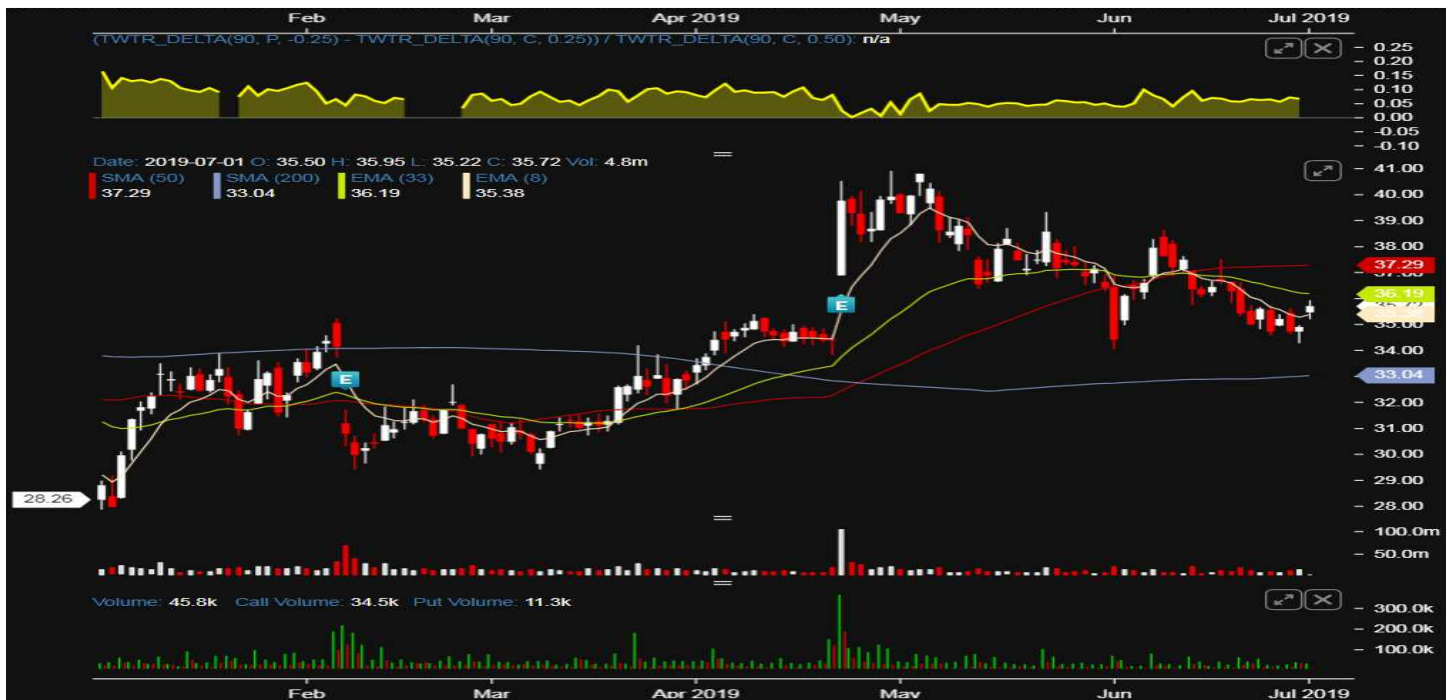 Feb Mar Apr 2019 May Jun Jul 2019
(TWTR_DELTA(90, P, -0.25) - TWTR_DELTA(90, C, 0.25)) / TWTR_DELTA(90, C, 0.50): n/a
0.25
0.20
0.15
0.10
0.05
0.00
-0.05
-0.10
Date: 2019-07-01 O: 35.50 H: 35.95 L: 35.22 C: 35.72 Vol: 4.8m
SMA (50) SMA (200) EMA (33) EMA (8)
37.29 33.04 36.19 35.38
41.00
40.00
39.00
38.00
37.29
37.00
36.19
35.38
35.00
34.00
33.04
32.00
31.00
30.00
29.00
28.00
E
E
28.26
100.0m
50.0m
Volume: 45.8k Call Volume: 34.5k Put Volume: 11.3k
300.0k
200.0k
100.0k
Feb Mar Apr 2019 May Jun Jul 2019